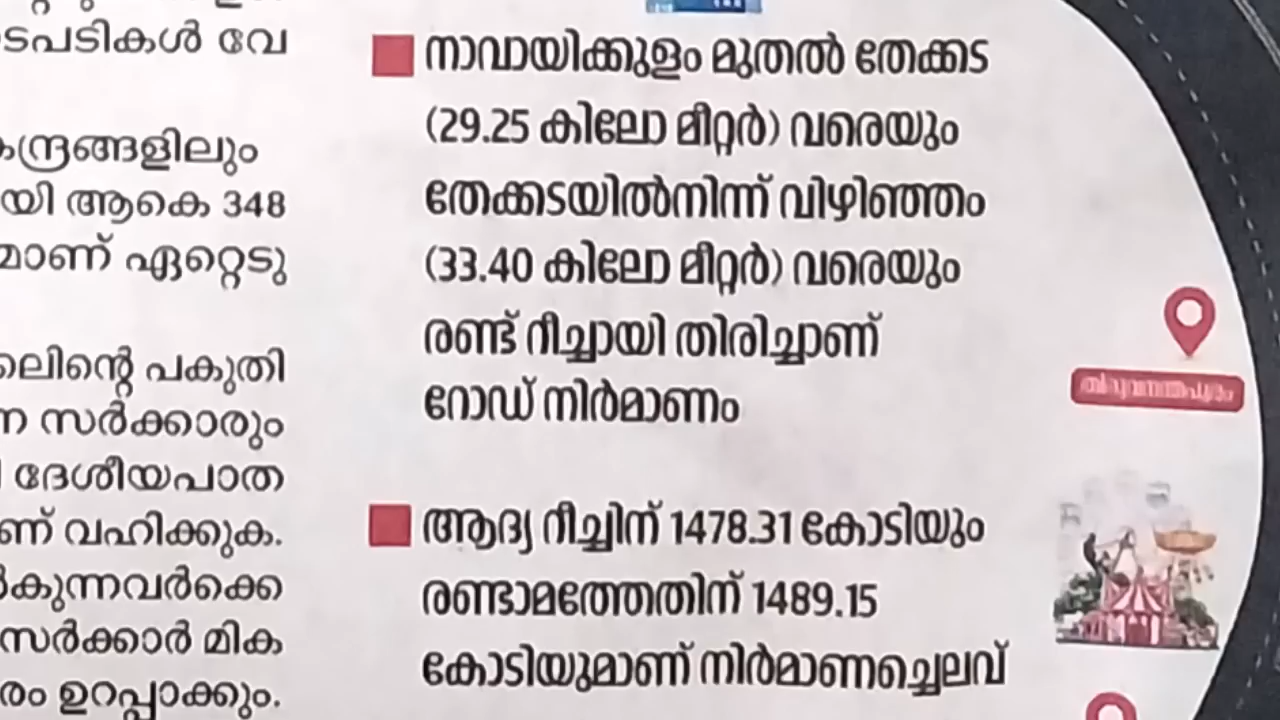 ടപടികൾ വേ
കേന്ദ്രങ്ങളിലും
യി ആകെ 348
മാണ് ഏറ്റെടു
ലിന്റെ പകുതി
ന സർക്കാരും
ദേശീയപാത
ണ് വഹിക്കുക.
കുന്നവർക്കെ
സർക്കാർ മിക
രം ഉറപ്പാക്കും.
നാവായിക്കുളം മുതൽ തേക്കട
(29.25 കിലോ മീറ്റർ) വരെയും
തേക്കടയിൽനിന്ന് വിഴിഞ്ഞം
(33.40 കിലോ മീറ്റർ) വരെയും
രണ്ട് റീച്ചായി തിരിച്ചാണ്
റോഡ് നിർമാണം
ആദ്യ റീച്ചിന് 1478.31 കോടിയും
രണ്ടാമത്തേതിന് 1489.15
കോടിയുമാണ് നിർമാണച്ചെലവ്
തിരുവനന്തപുരം